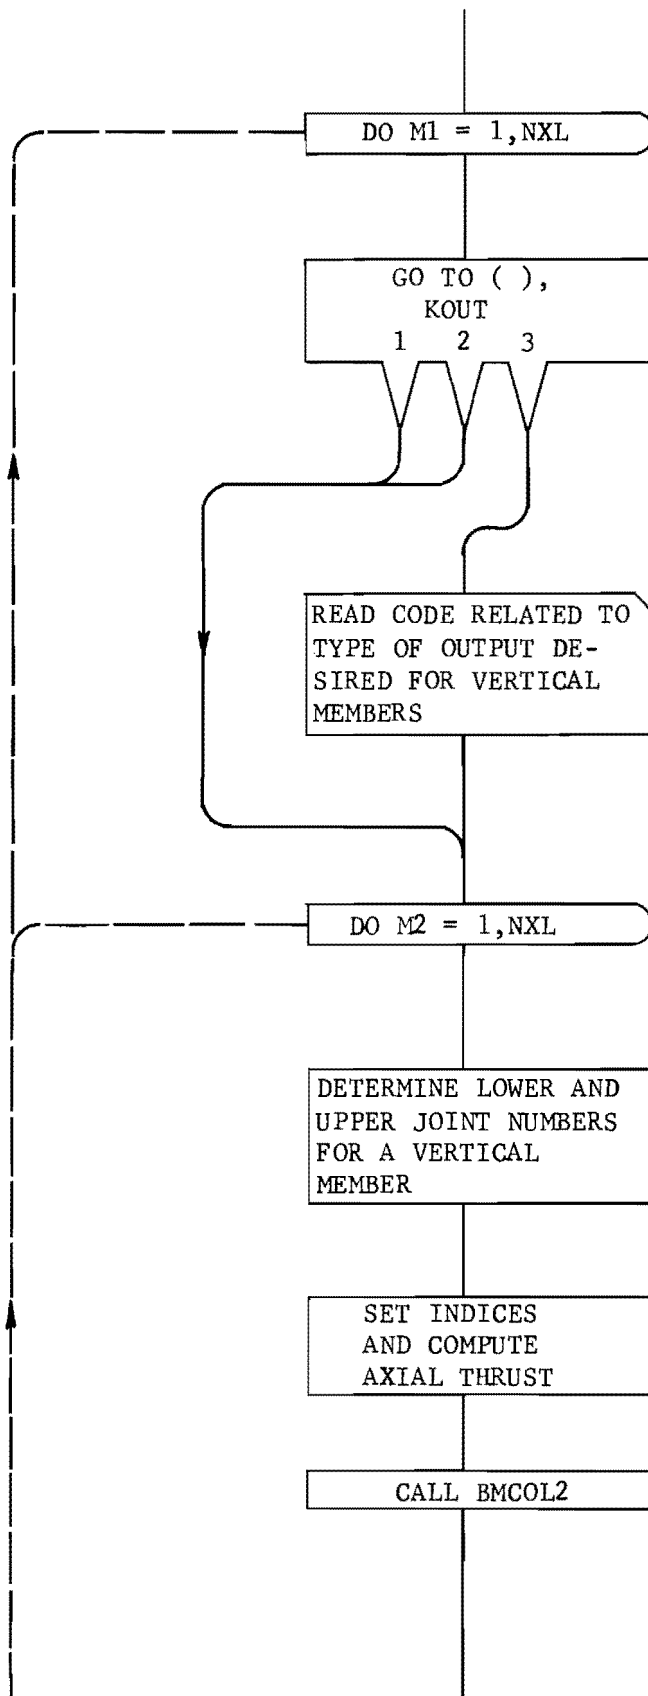 DO M1 = 1,NXL
GO TO ( ),
KOUT
1 2 3
READ CODE RELATED TO
TYPE OF OUTPUT DE-
SIRED FOR VERTICAL
MEMBERS
DO M2 = 1,NXL
DETERMINE LOWER AND
UPPER JOINT NUMBERS
FOR A VERTICAL
MEMBER
SET INDICES
AND COMPUTE
AXIAL THRUST
CALL BMCOL2